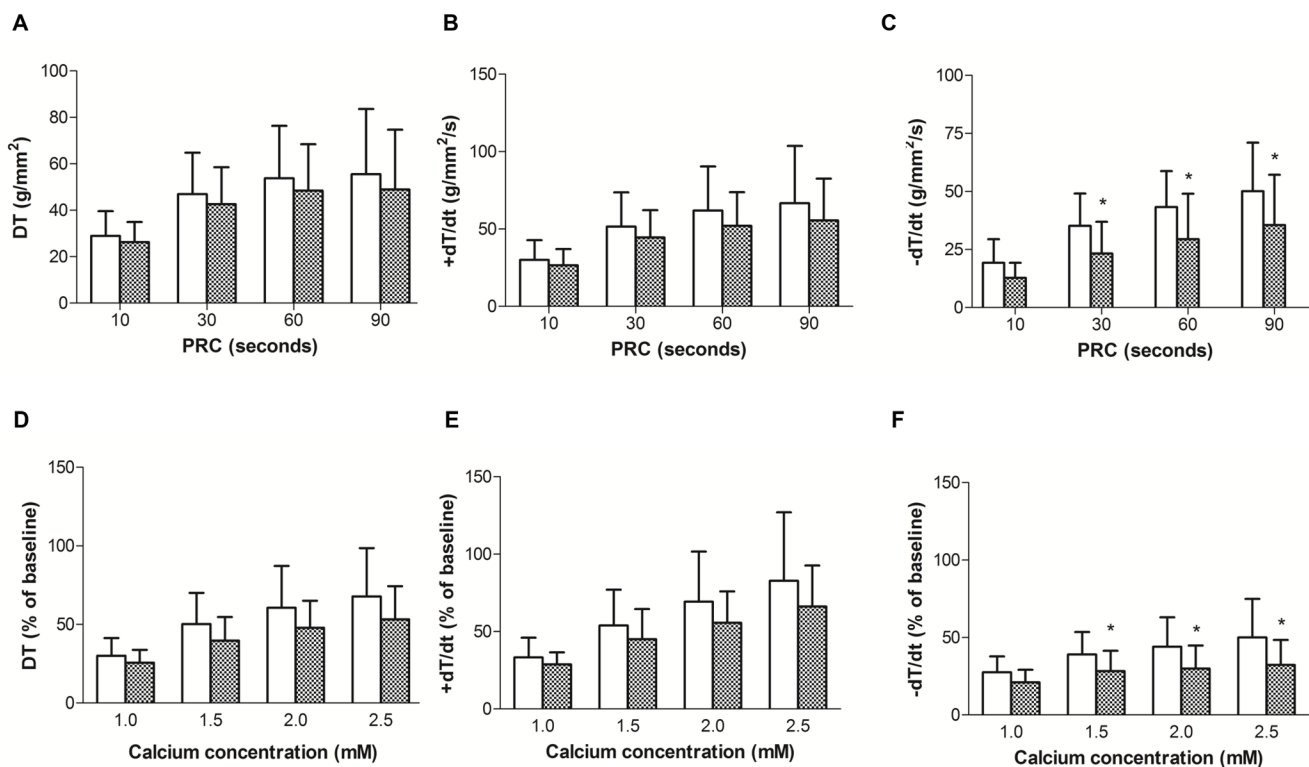 A
B
C
DT (g/mm²)
100
80
60
40
20
0
10 30 60 90
PRC (seconds)
+dT/dt (g/mm²/s)
150
100
50
0
10 30 60 90
PRC (seconds)
-dT/dt (g/mm²/s)
100
75
50
25
0
* * *
10 30 60 90
PRC (seconds)
D
E
F
DT (% of baseline)
150
100
50
0
1.0 1.5 2.0 2.5
Calcium concentration (mM)
+dT/dt (% of baseline)
150
100
50
0
1.0 1.5 2.0 2.5
Calcium concentration (mM)
-dT/dt (% of baseline)
150
100
50
0
* * *
1.0 1.5 2.0 2.5
Calcium concentration (mM)